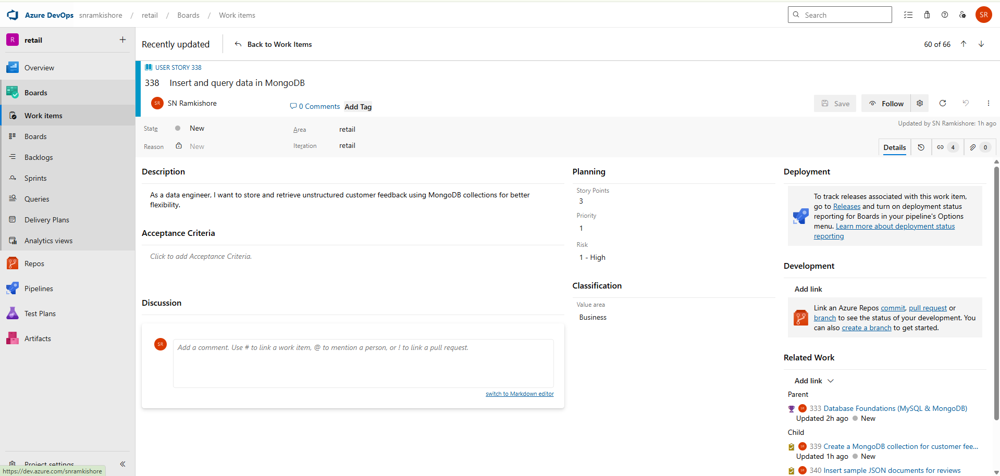 Azure DevOps snramkishore / retail / Boards / Work items
Search
SR
R retail +
Overview
Boards
Work items
Boards
Backlogs
Sprints
Queries
Delivery Plans
Analytics views
Repos
Pipelines
Test Plans
Artifacts
Project settings
https://dev.azure.com/snramkishore
Recently updated
Back to Work Items
60 of 66
USER STORY 338
338 Insert and query data in MongoDB
SR SN Ramkishore
0 Comments
Add Tag
Save
Follow
State New
Area retail
Updated by SN Ramkishore: 1h ago
Reason New
Iteration retail
Details
4
0
Description
As a data engineer, I want to store and retrieve unstructured customer feedback using MongoDB collections for better
flexibility.
Acceptance Criteria
Click to add Acceptance Criteria.
Discussion
SR
Add a comment. Use # to link a work item, @ to mention a person, or ! to link a pull request.
switch to Markdown editor
Planning
Story Points
3
Priority
1
Risk
1 - High
Classification
Value area
Business
Deployment
To track releases associated with this work item,
go to Releases and turn on deployment status
reporting for Boards in your pipeline's Options
menu. Learn more about deployment status
reporting
Development
Add link
Link an Azure Repos commit, pull request or
branch to see the status of your development. You
can also create a branch to get started.
Related Work
Add link
Parent
SR 333 Database Foundations (MySQL & MongoDB)
Updated 2h ago New
Child
SR 339 Create a MongoDB collection for customer fee...
Updated 1h ago New
SR 340 Insert sample JSON documents for reviews